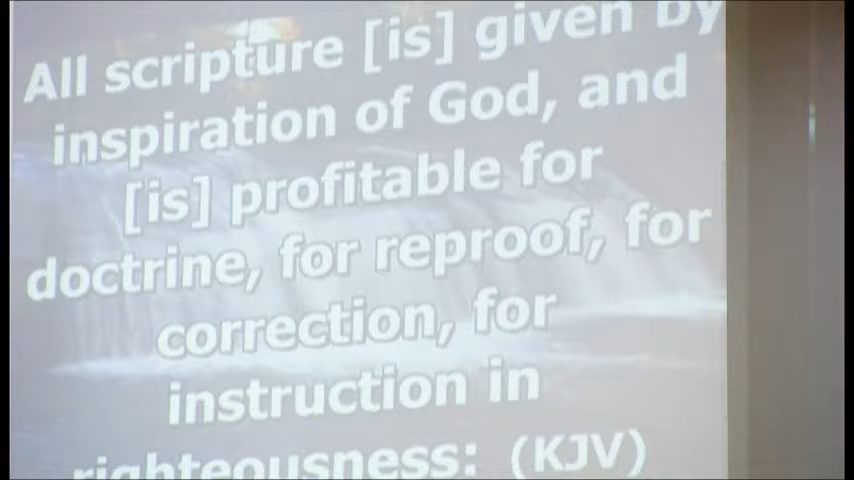 All scripture [is] given by
inspiration of God, and
[is] profitable for
doctrine, for reproof, for
correction, for
instruction in
righteousness: (KJV)